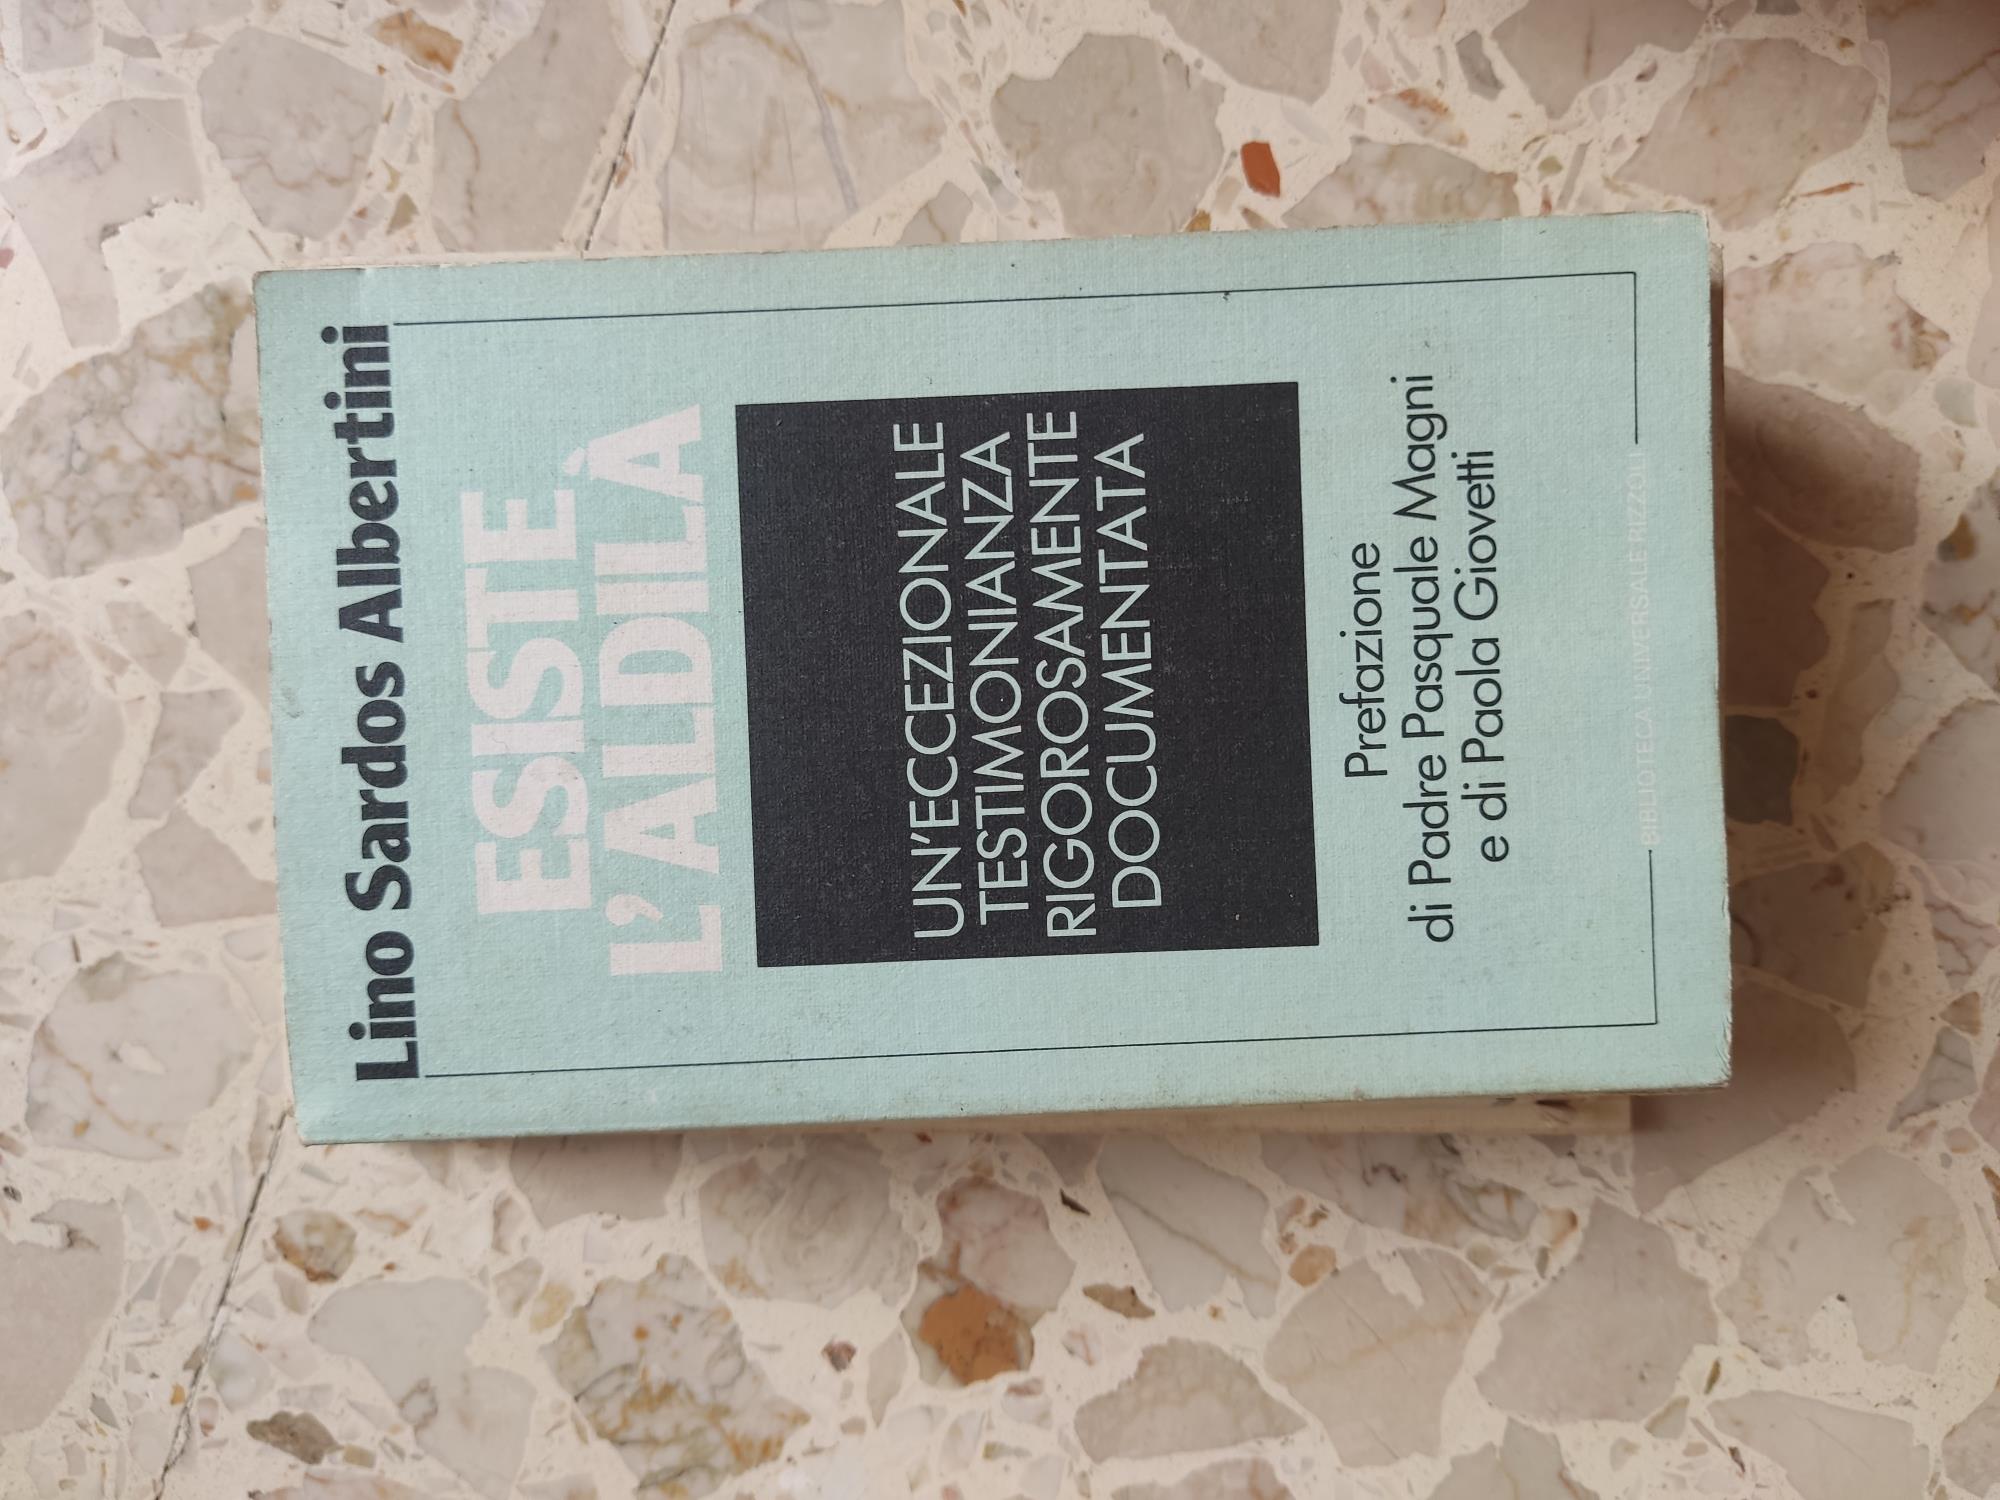 Lino Sardos Albertini
ESISTE
L'ALDILÀ
UN'ECCEZIONALE
TESTIMONIANZA
RIGOROSAMENTE
DOCUMENTATA
Prefazione
di Padre Pasquale Magni
e di Paola Giovetti
BIBLIOTECA UNIVERSALE RIZZOLI